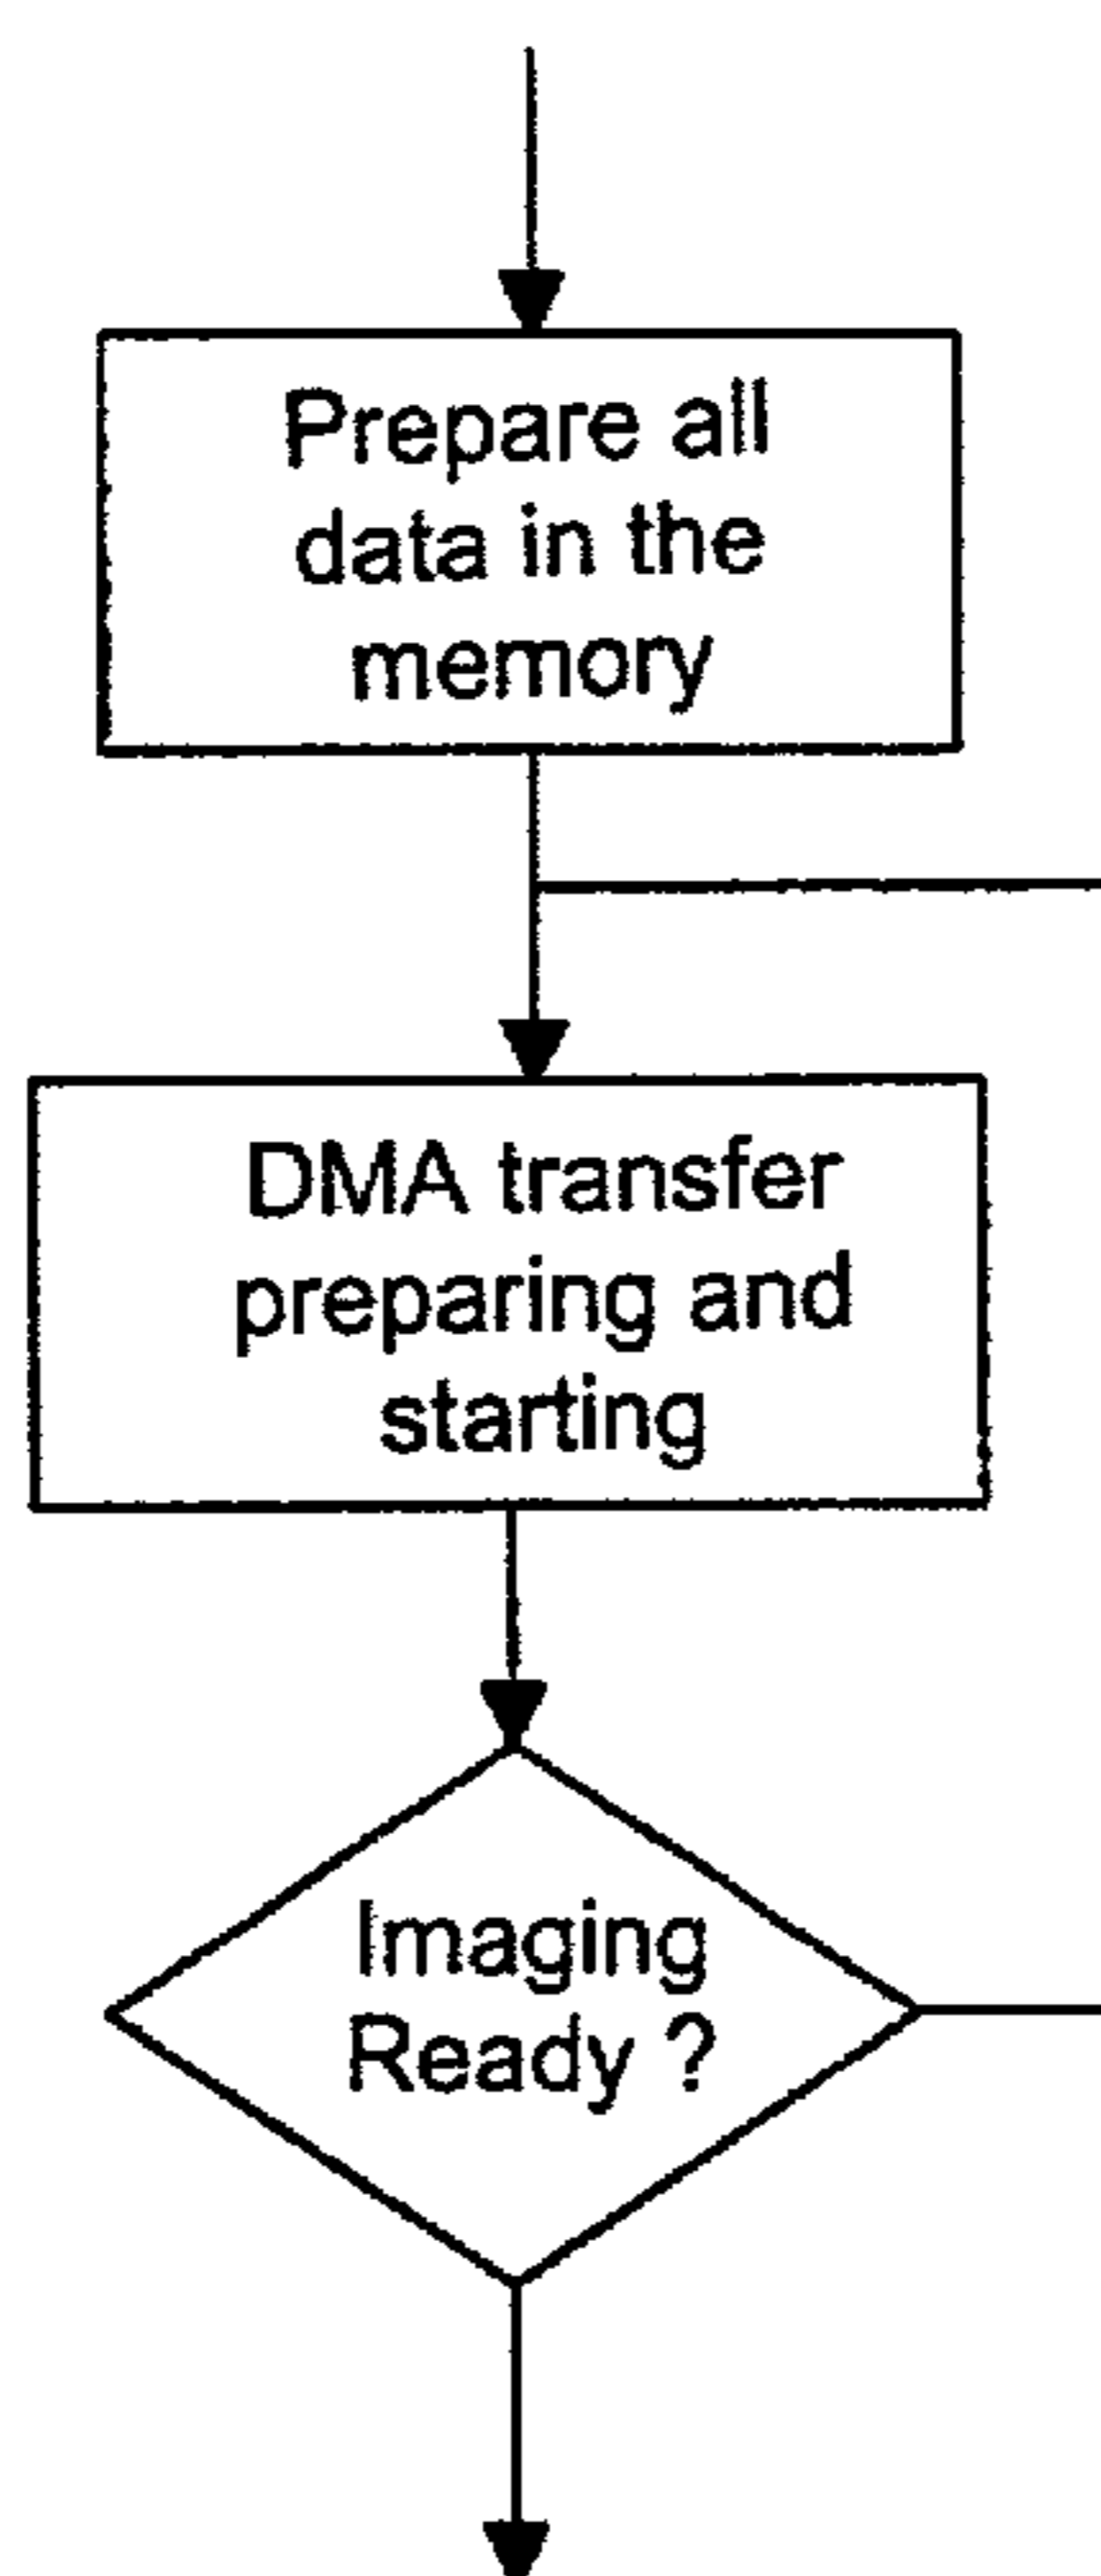 Prepare all
data in the
memory
DMA transfer
preparing and
starting
Imaging
Ready ?